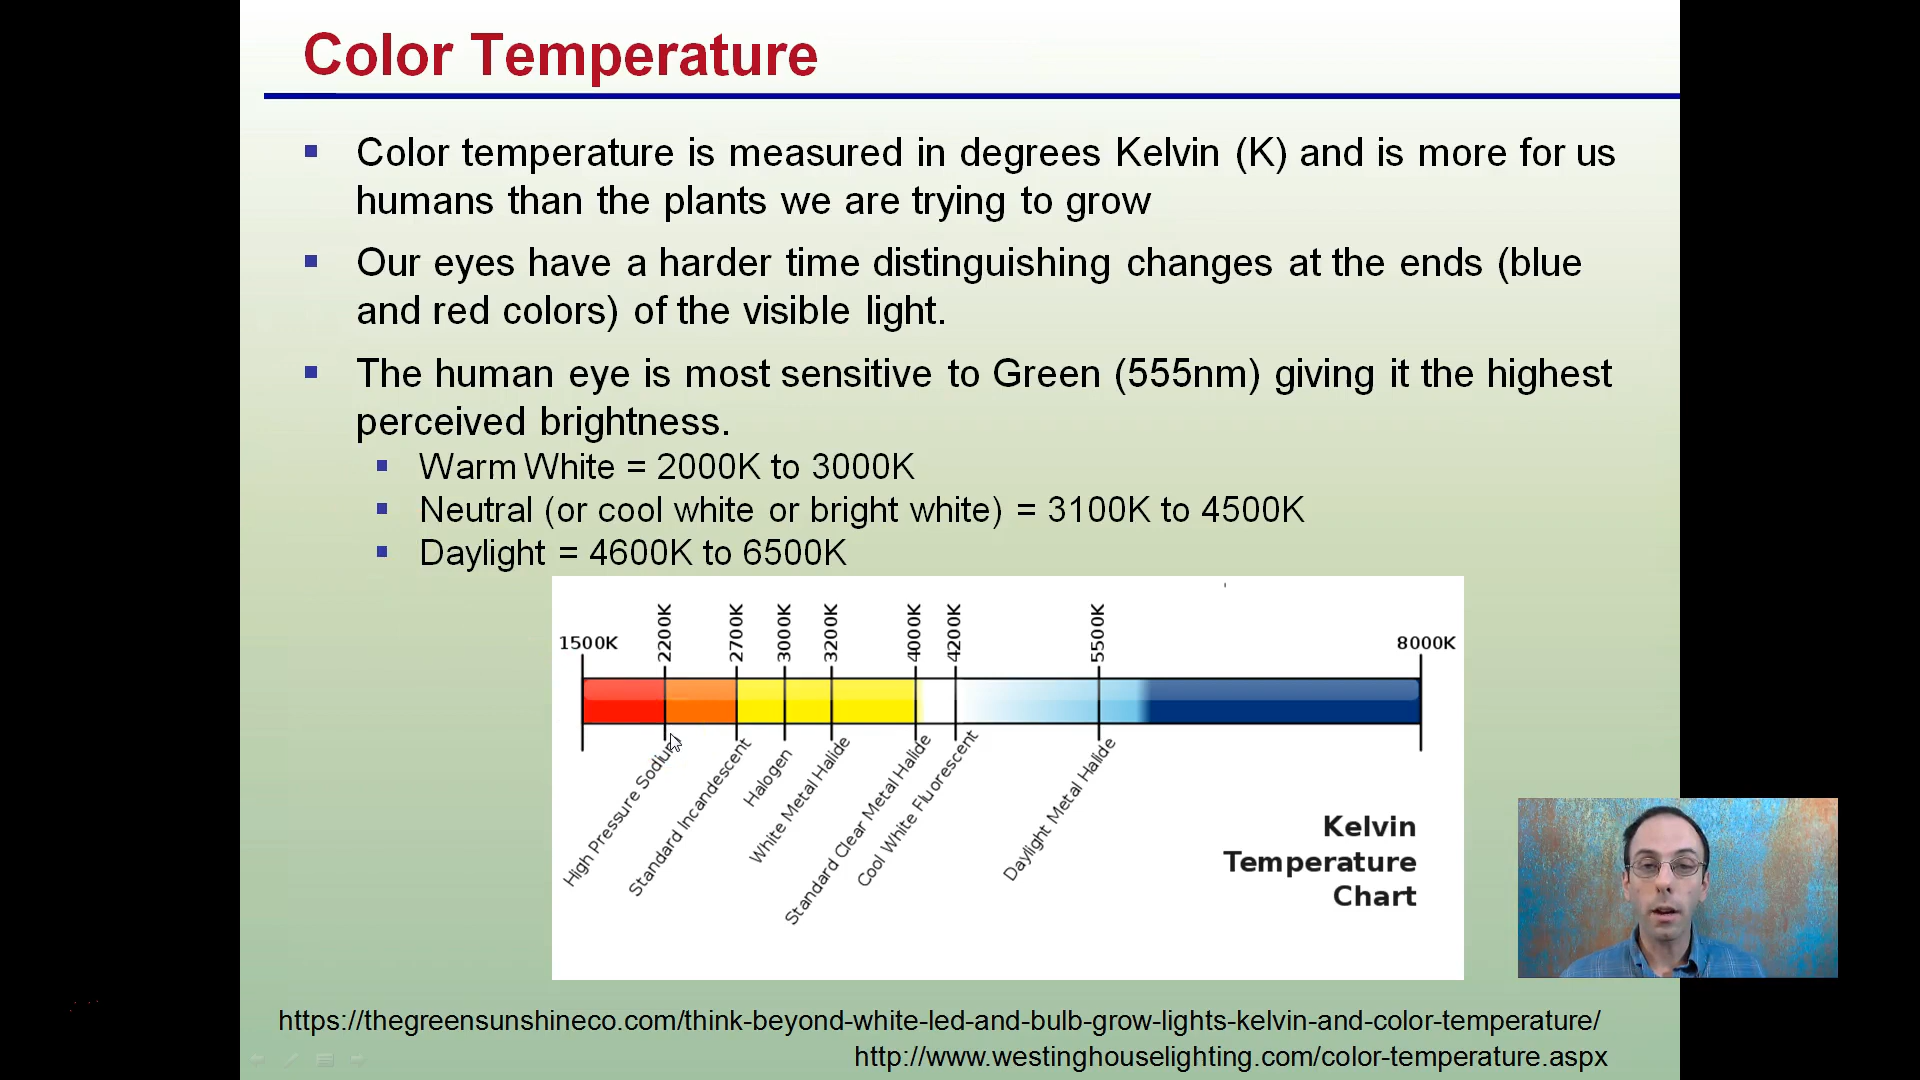 Color Temperature
Color temperature is measured in degrees Kelvin (K) and is more for us
humans than the plants we are trying to grow
Our eyes have a harder time distinguishing changes at the ends (blue
and red colors) of the visible light.
The human eye is most sensitive to Green (555nm) giving it the highest
perceived brightness.
Warm White = 2000K to 3000K
Neutral (or cool white or bright white) = 3100K to 4500K
Daylight = 4600K to 6500K
1500K
2200K
2700K
3000K
3200K
4000K
4200K
5500K
8000K
High Pressure Sodium
Standard Incandescent
Halogen
White Metal Halide
Standard Clear Metal Halide
Cool White Fluorescent
Daylight Metal Halide
Kelvin
Temperature
Chart
https://thegreensunshineco.com/think-beyond-white-led-and-bulb-grow-lights-kelvin-and-color-temperature/
http://www.westinghouselighting.com/color-temperature.aspx